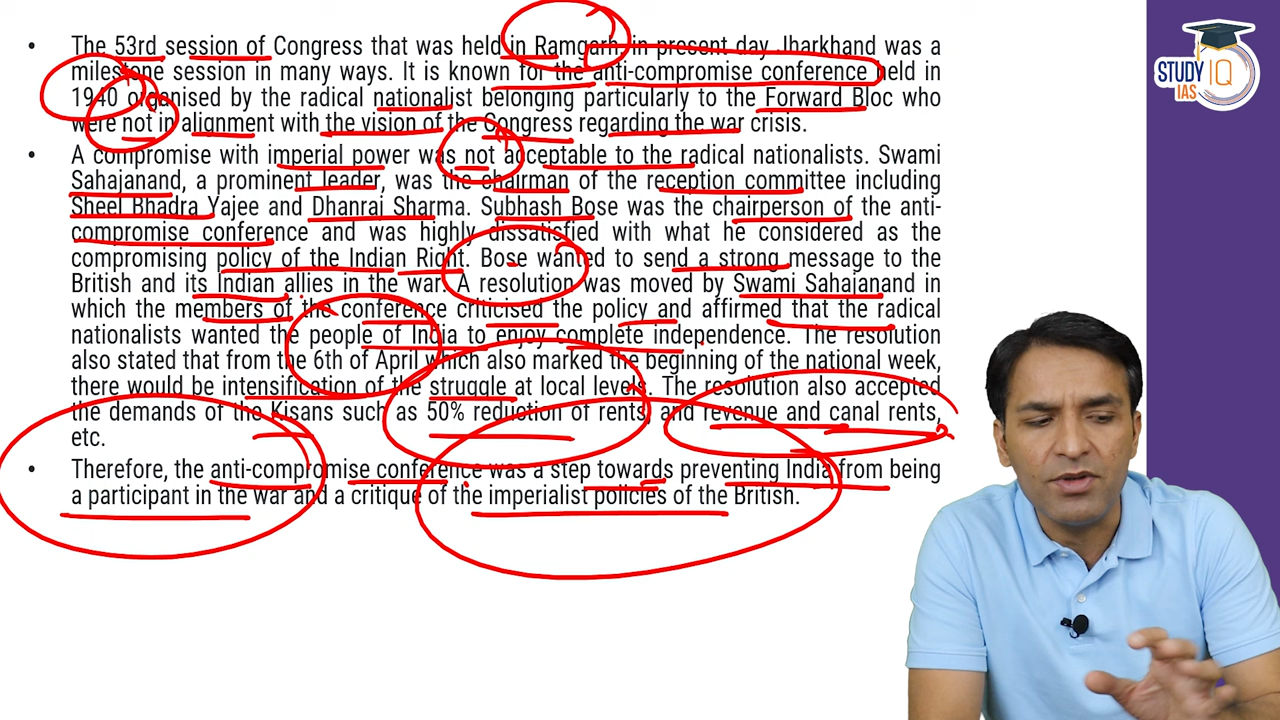 • The 53rd session of Congress that was held in Ramgarh in present day Jharkhand was a
milestone session in many ways. It is known for the anti-compromise conference held in
1940 organised by the radical nationalist belonging particularly to the Forward Bloc who
were not in alignment with the vision of the Congress regarding the war crisis.
• A compromise with imperial power was not acceptable to the radical nationalists. Swami
Sahajanand, a prominent leader, was the chairman of the reception committee including
Sheel Bhadra Yajee and Dhanraj Sharma. Subhash Bose was the chairperson of the anti-
compromise conference and was highly dissatisfied with what he considered as the
compromising policy of the Indian Right. Bose wanted to send a strong message to the
British and its Indian allies in the war. A resolution was moved by Swami Sahajanand in
which the members of the conference criticised the policy and affirmed that the radical
nationalists wanted the people of India to enjoy complete independence. The resolution
also stated that from the 6th of April which also marked the beginning of the national week,
there would be intensification of the struggle at local levels. The resolution also accepted
the demands of the Kisans such as 50% reduction of rents, and revenue and canal rents,
etc.
• Therefore, the anti-compromise conference was a step towards preventing India from being
a participant in the war and a critique of the imperialist policies of the British.
STUDY IQ
IAS